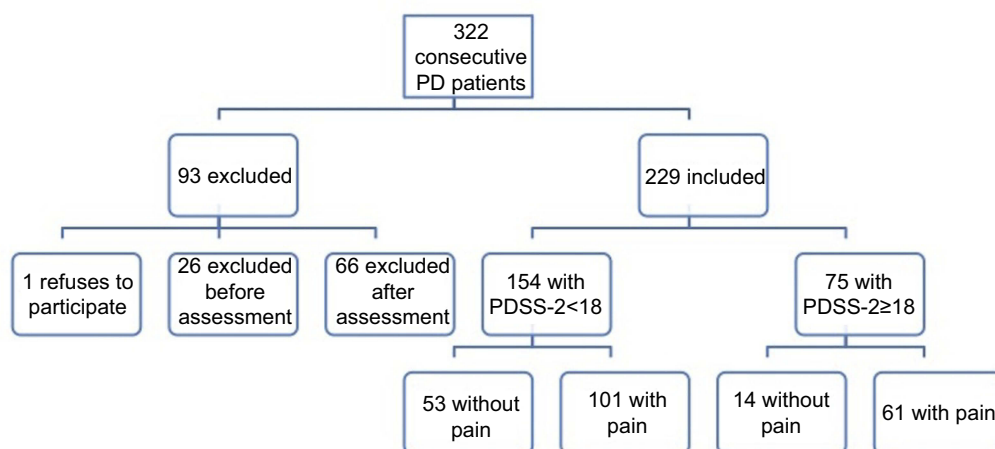 322
consecutive
PD patients
93 excluded
229 included
1 refuses to
participate
26 excluded
before
assessment
66 excluded
after
assessment
154 with
PDSS-2<18
75 with
PDSS-2≥18
53 without
pain
101 with
pain
14 without
pain
61 with pain